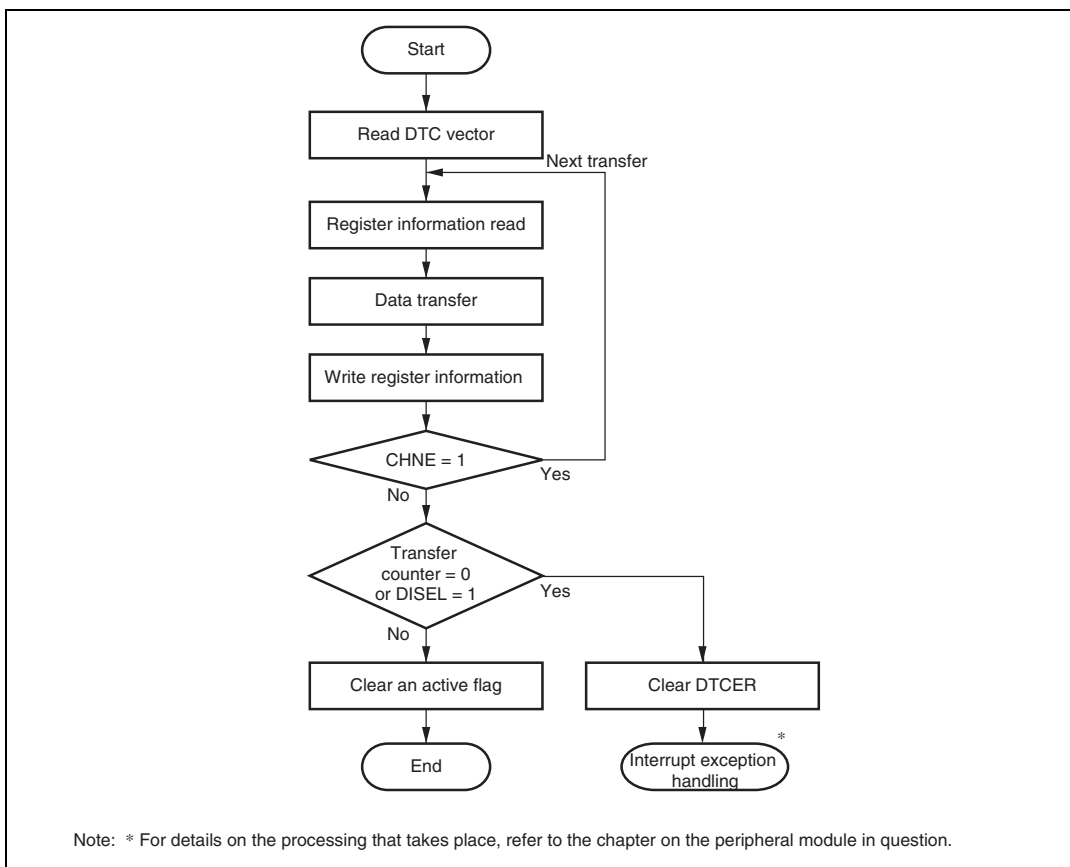 Start
Read DTC vector
Next transfer
Register information read
Data transfer
Write register information
CHNE = 1
Yes
No
Transfer
counter = 0
or DISEL = 1
Yes
No
Clear an active flag
Clear DTCER
End
*
Interrupt exception
handling
Note: * For details on the processing that takes place, refer to the chapter on the peripheral module in question.